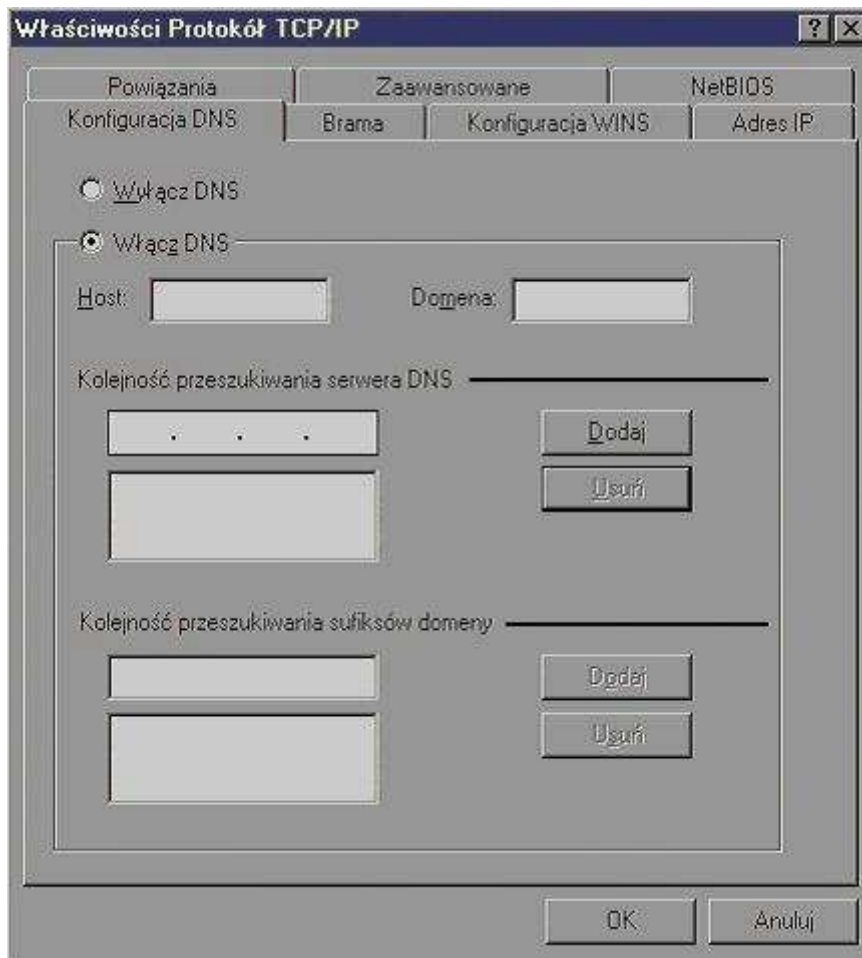 Właściwości Protokół TCP/IP
Powiązania Zaawansowane NetBIOS
Konfiguracja DNS Brama Konfiguracja WINS Adres IP
Wyłącz DNS
Włącz DNS
Host: Domena:
Kolejność przeszukiwania serwera DNS
. . . Dodaj
Usuń
Kolejność przeszukiwania sufiksów domeny
Dodaj
Usuń
OK Anuluj